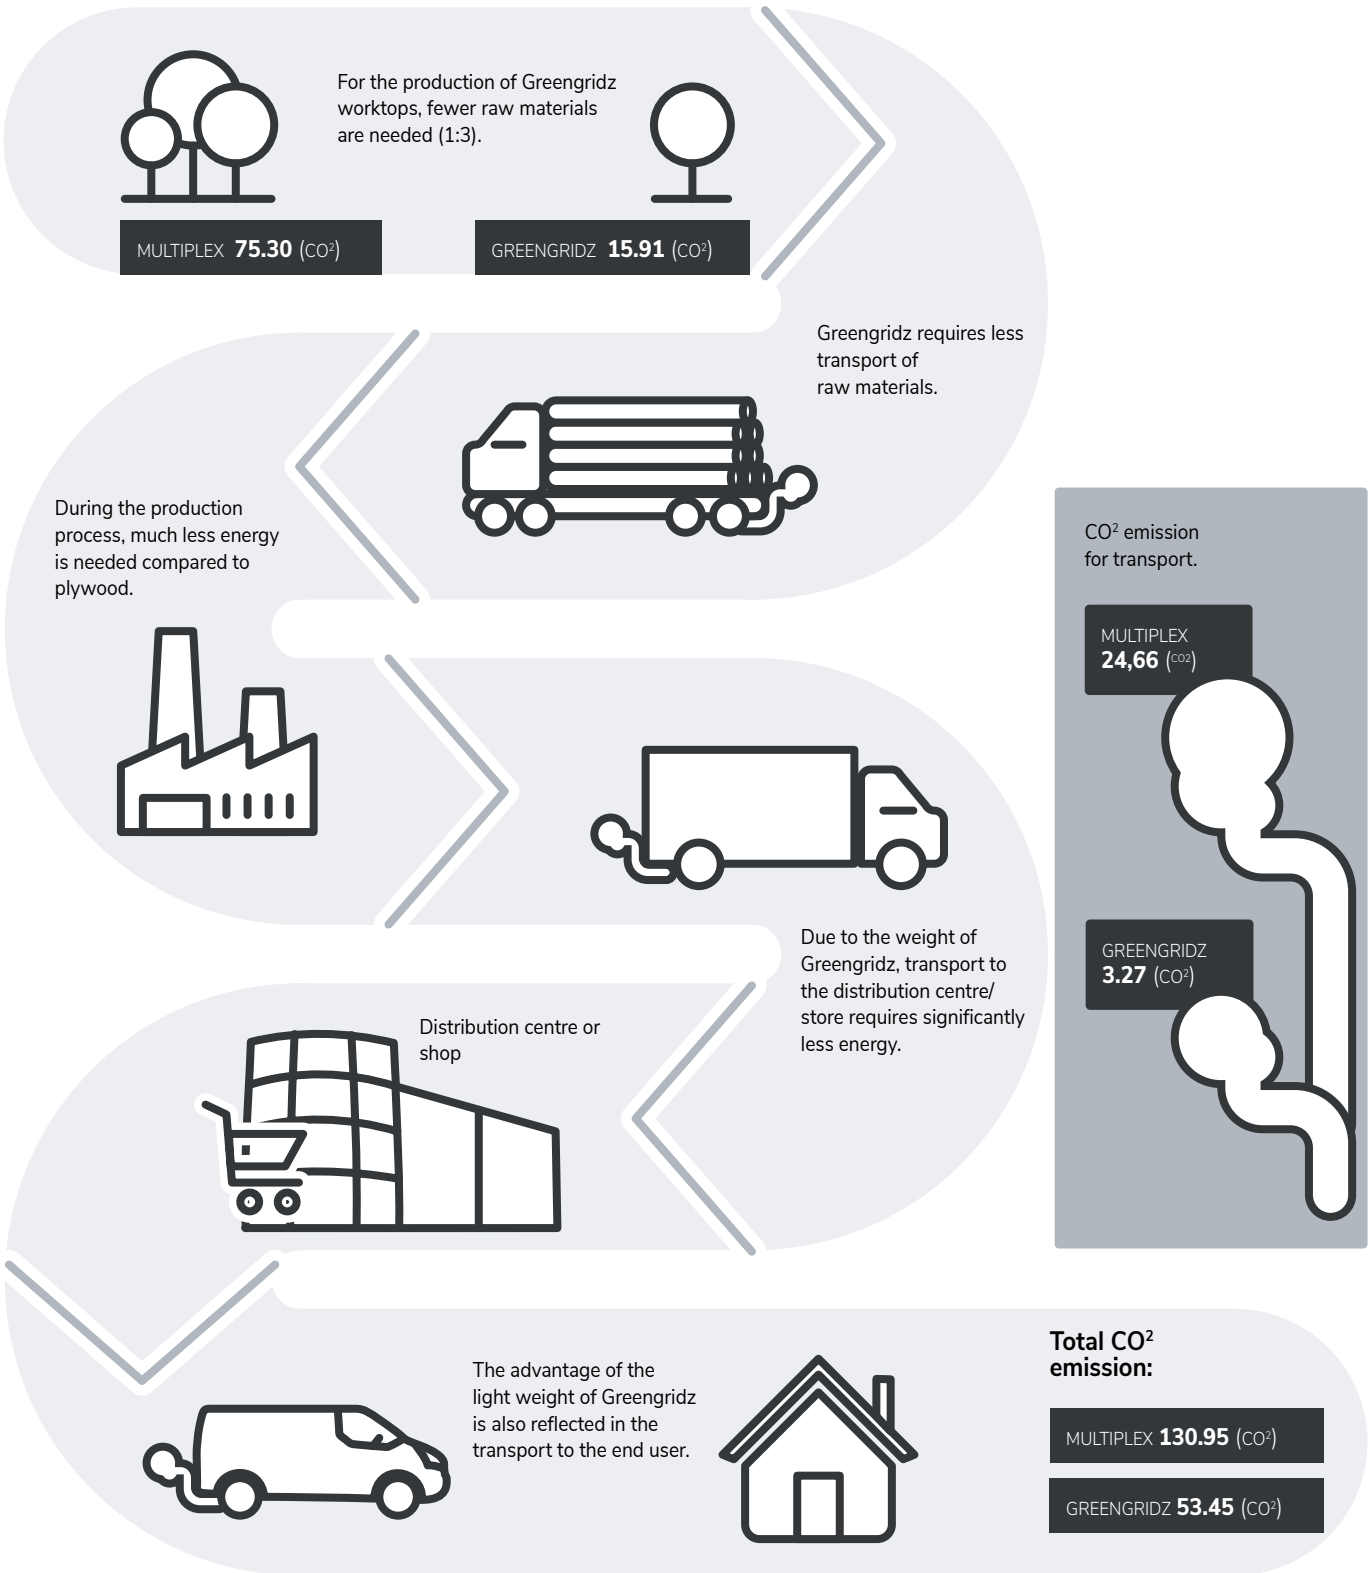 For the production of Greengridz
worktops, fewer raw materials
are needed (1:3).
MULTIPLEX 75.30 (CO²)
GREENGRIDZ 15.91 (CO²)
Greengridz requires less
transport of
raw materials.
During the production
process, much less energy
is needed compared to
plywood.
CO² emission
for transport.
MULTIPLEX
24,66 (CO2)
GREENGRIDZ
3.27 (CO²)
Due to the weight of
Greengridz, transport to
the distribution centre/
store requires significantly
less energy.
Distribution centre or
shop
The advantage of the
light weight of Greengridz
is also reflected in the
transport to the end user.
Total CO²
emission:
MULTIPLEX 130.95 (CO²)
GREENGRIDZ 53.45 (CO²)